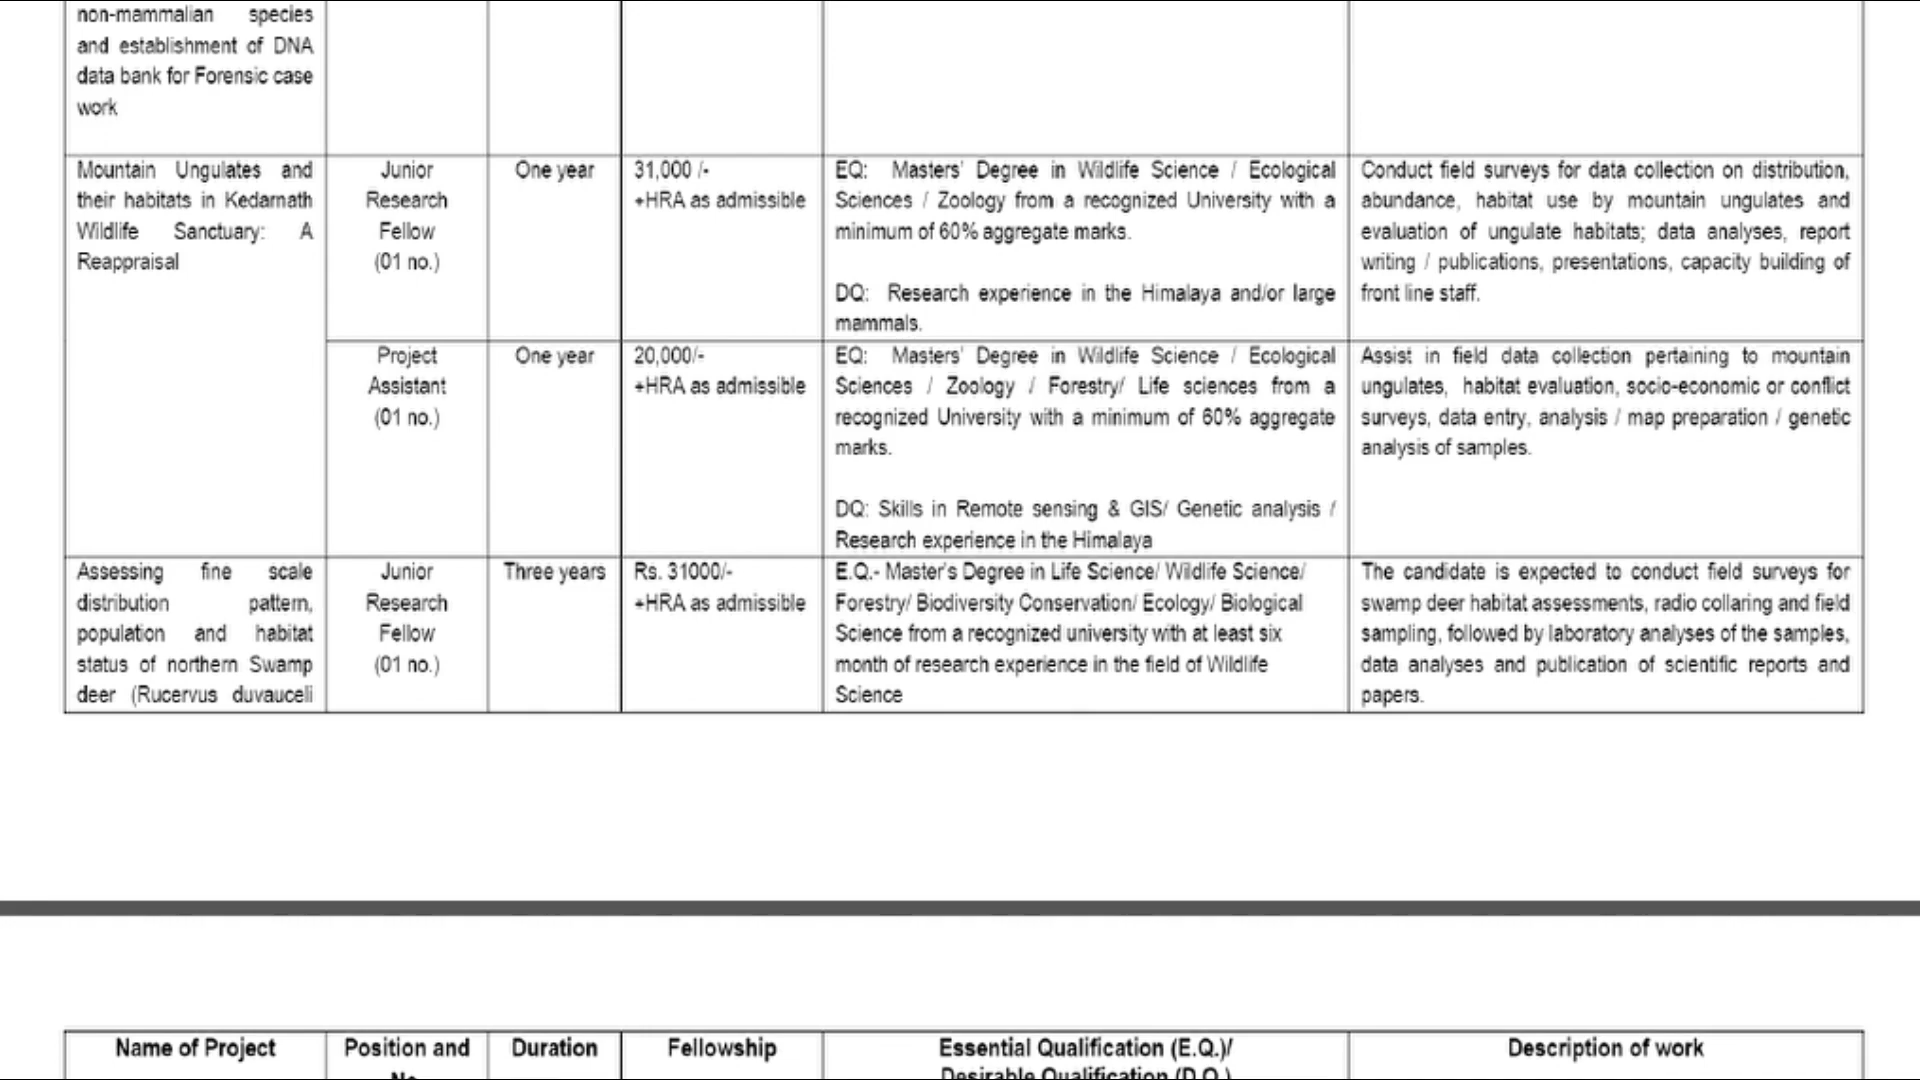 non-mammalian species
and establishment of DNA
data bank for Forensic case
work
Mountain Ungulates and
their habitats in Kedarnath
Wildlife Sanctuary: A
Reappraisal
Junior
Research
Fellow
(01 no.)
One year
31,000 /-
+HRA as admissible
EQ: Masters' Degree in Wildlife Science / Ecological
Sciences / Zoology from a recognized University with a
minimum of 60% aggregate marks.
DQ: Research experience in the Himalaya and/or large
mammals.
Conduct field surveys for data collection on distribution,
abundance, habitat use by mountain ungulates and
evaluation of ungulate habitats; data analyses, report
writing / publications, presentations, capacity building of
front line staff.
Project
Assistant
(01 no.)
One year
20,000/-
+HRA as admissible
EQ: Masters' Degree in Wildlife Science / Ecological
Sciences / Zoology / Forestry/ Life sciences from a
recognized University with a minimum of 60% aggregate
marks.
DQ: Skills in Remote sensing & GIS/ Genetic analysis /
Research experience in the Himalaya
Assist in field data collection pertaining to mountain
ungulates, habitat evaluation, socio-economic or conflict
surveys, data entry, analysis / map preparation / genetic
analysis of samples.
Assessing fine scale
distribution pattern,
population and habitat
status of northern Swamp
deer (Rucervus duvauceli
Junior
Research
Fellow
(01 no.)
Three years
Rs. 31000/-
+HRA as admissible
E.Q.- Master's Degree in Life Science/ Wildlife Science/
Forestry/ Biodiversity Conservation/ Ecology/ Biological
Science from a recognized university with at least six
month of research experience in the field of Wildlife
Science
The candidate is expected to conduct field surveys for
swamp deer habitat assessments, radio collaring and field
sampling, followed by laboratory analyses of the samples,
data analyses and publication of scientific reports and
papers.
Name of Project
Position and
No.
Duration
Fellowship
Essential Qualification (E.Q.)/
Desirable Qualification (D.Q.)
Description of work